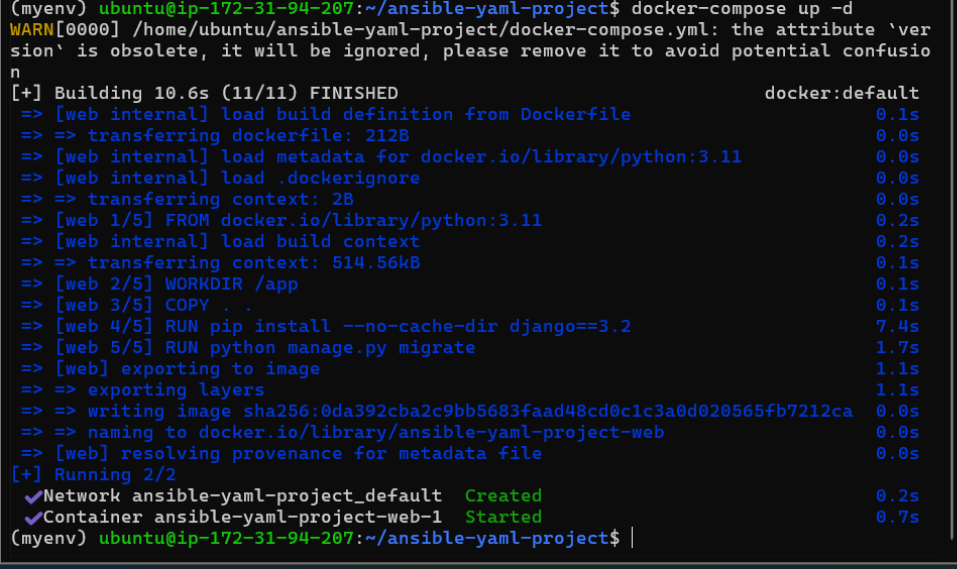 (myenv) ubuntu@ip-172-31-94-207:~/ansible-yaml-project$ docker-compose up -d
WARN[0000] /home/ubuntu/ansible-yaml-project/docker-compose.yml: the attribute `ver
sion` is obsolete, it will be ignored, please remove it to avoid potential confusio
n
[+] Building 10.6s (11/11) FINISHED docker:default
=> [web internal] load build definition from Dockerfile 0.1s
=> => transferring dockerfile: 212B 0.0s
=> [web internal] load metadata for docker.io/library/python:3.11 0.0s
=> [web internal] load .dockerignore 0.0s
=> => transferring context: 2B 0.0s
=> [web 1/5] FROM docker.io/library/python:3.11 0.2s
=> [web internal] load build context 0.2s
=> => transferring context: 514.56kB 0.1s
=> [web 2/5] WORKDIR /app 0.1s
=> [web 3/5] COPY . . 0.1s
=> [web 4/5] RUN pip install --no-cache-dir django==3.2 7.4s
=> [web 5/5] RUN python manage.py migrate 1.7s
=> [web] exporting to image 1.1s
=> => exporting layers 1.1s
=> => writing image sha256:0da392cba2c9bb5683faad48cd0c1c3a0d020565fb7212ca 0.0s
=> => naming to docker.io/library/ansible-yaml-project-web 0.0s
=> [web] resolving provenance for metadata file 0.0s
[+] Running 2/2
✔Network ansible-yaml-project_default Created 0.2s
✔Container ansible-yaml-project-web-1 Started 0.7s
(myenv) ubuntu@ip-172-31-94-207:~/ansible-yaml-project$